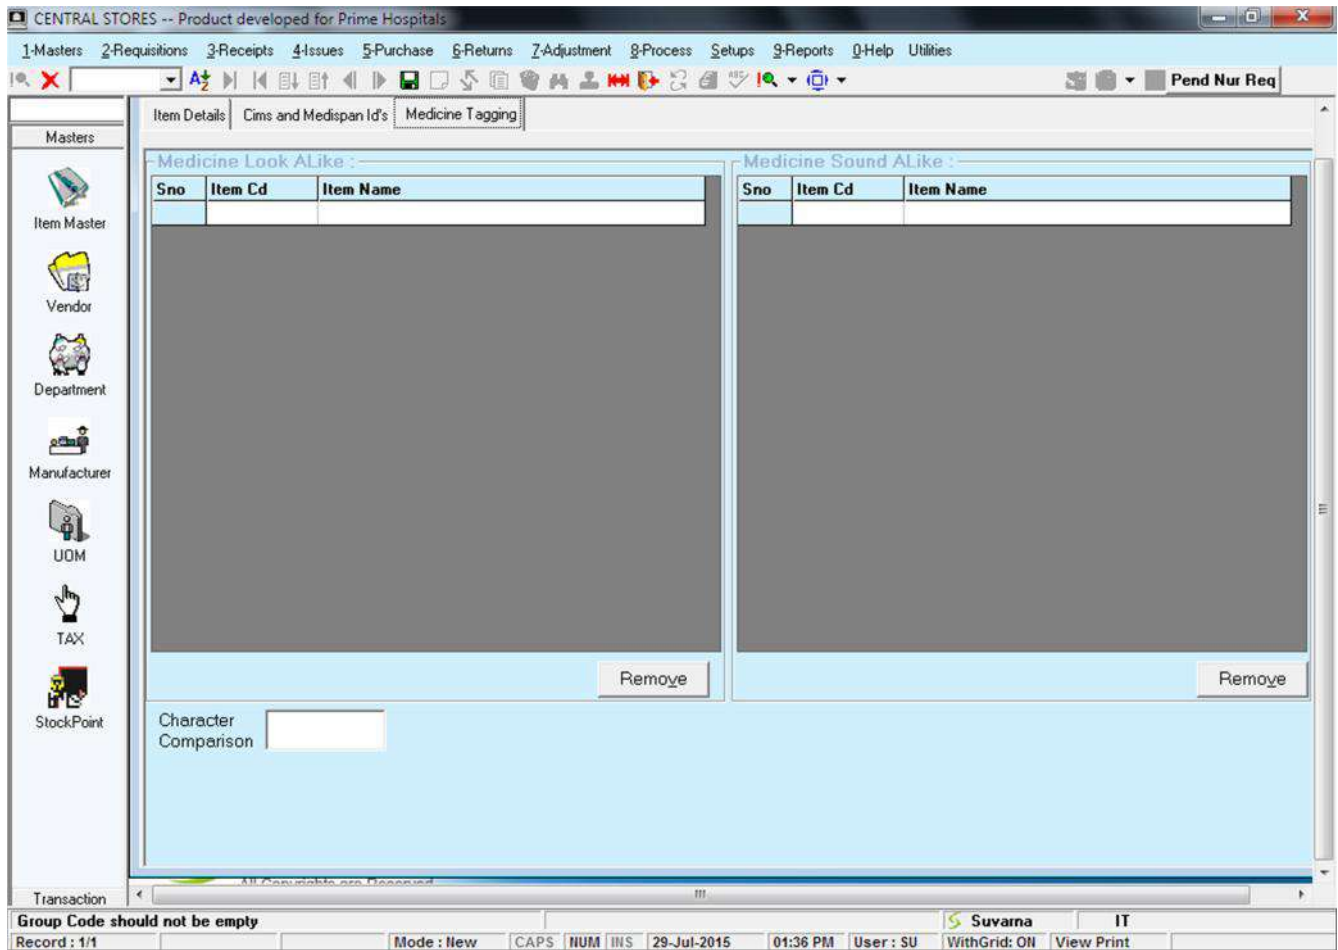 CENTRAL STORES -- Product developed for Prime Hospitals
1-Masters 2-Requisitions 3-Receipts 4-Issues 5-Purchase 6-Returns 7-Adjustment 8-Process Setups 9-Reports 0-Help Utilities
Pend Nur Req
Item Details Cims and Medispan Id's Medicine Tagging
Masters
Medicine Look ALike : Medicine Sound ALike :
Sno Item Cd Item Name Sno Item Cd Item Name
Item Master
Vendor
Department
Manufacturer
UOM
TAX
StockPoint
Remove Remove
Character
Comparison
All Copyrights are Reserved
Transaction
Group Code should not be empty Suvarna IT
Record : 1/1 Mode : New CAPS NUM INS 29-Jul-2015 01:36 PM User : SU WithGrid: ON View Print